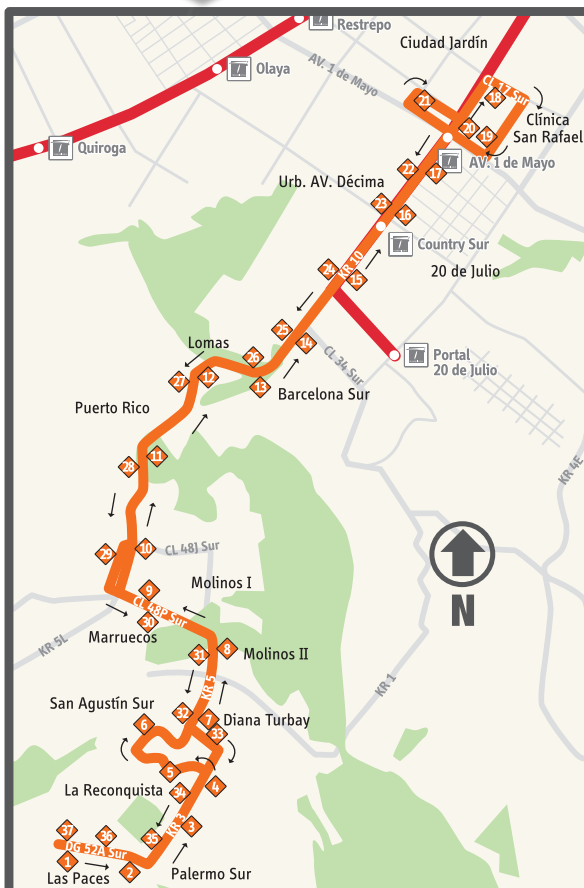 Restrepo
Ciudad Jardín
Olaya
AV. 1 de Mayo
CL 17 Sur
18
21
Clínica
San Rafael
20
19
Quiroga
AV. 1 de Mayo
22
17
Urb. AV. Décima
23
16
Country Sur
KR 10
24
15
20 de Julio
25
14
Lomas
26
CL 34 Sur
Portal
20 de Julio
27
12
13
Barcelona Sur
Puerto Rico
28
11
KR 4E
29
10
CL 48J Sur
9
Molinos I
CL 48P Sur
30
Marruecos
KR 5L
N
31
8
Molinos II
KR 5
KR 1
San Agustín Sur
32
7
Diana Turbay
6
33
5
4
La Reconquista
34
KR 3
3
35
37
36
DG 52A Sur
1
2
Las Paces
Palermo Sur